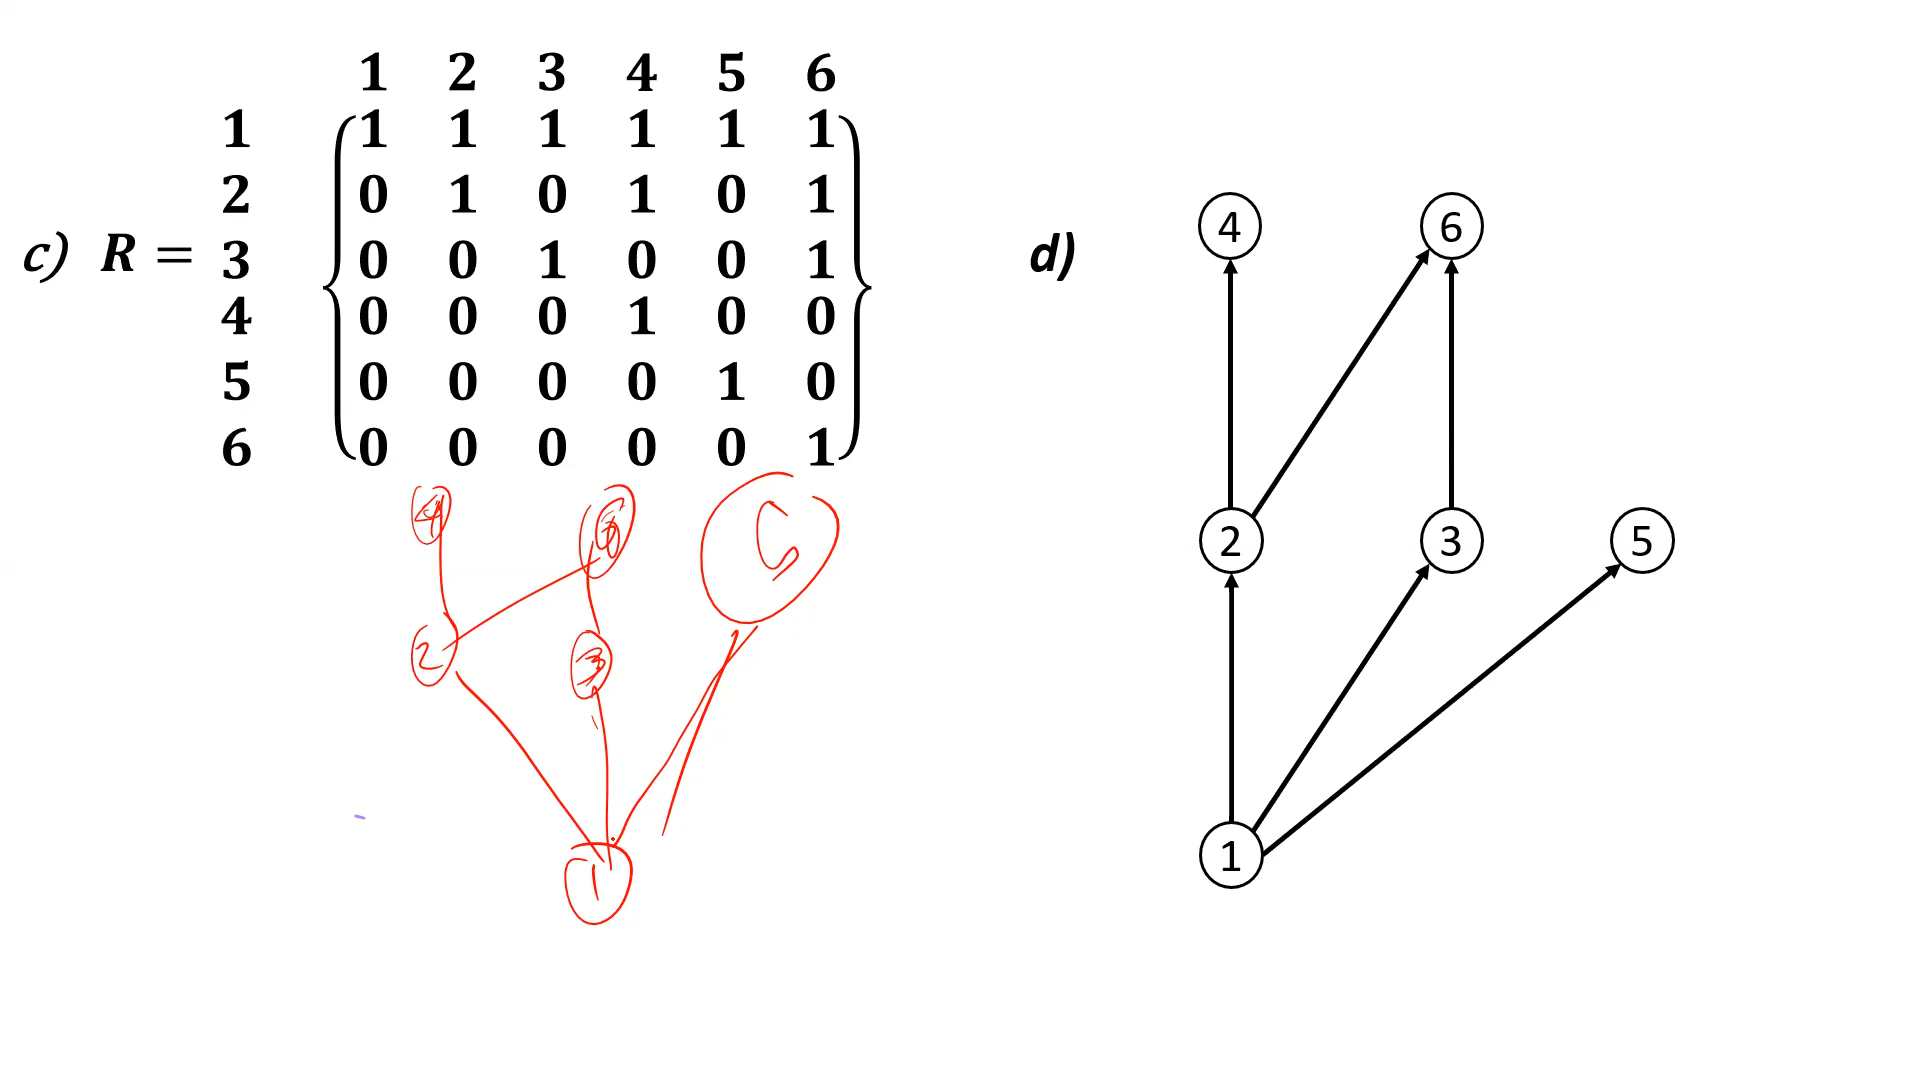 1 2 3 4 5 6
1 1 1 1 1 1 1
2 0 1 0 1 0 1
c) R = 3 0 0 1 0 0 1
4 0 0 0 1 0 0
5 0 0 0 0 1 0
6 0 0 0 0 0 1
4
2 3
1
d)
4 6
2 3 5
1